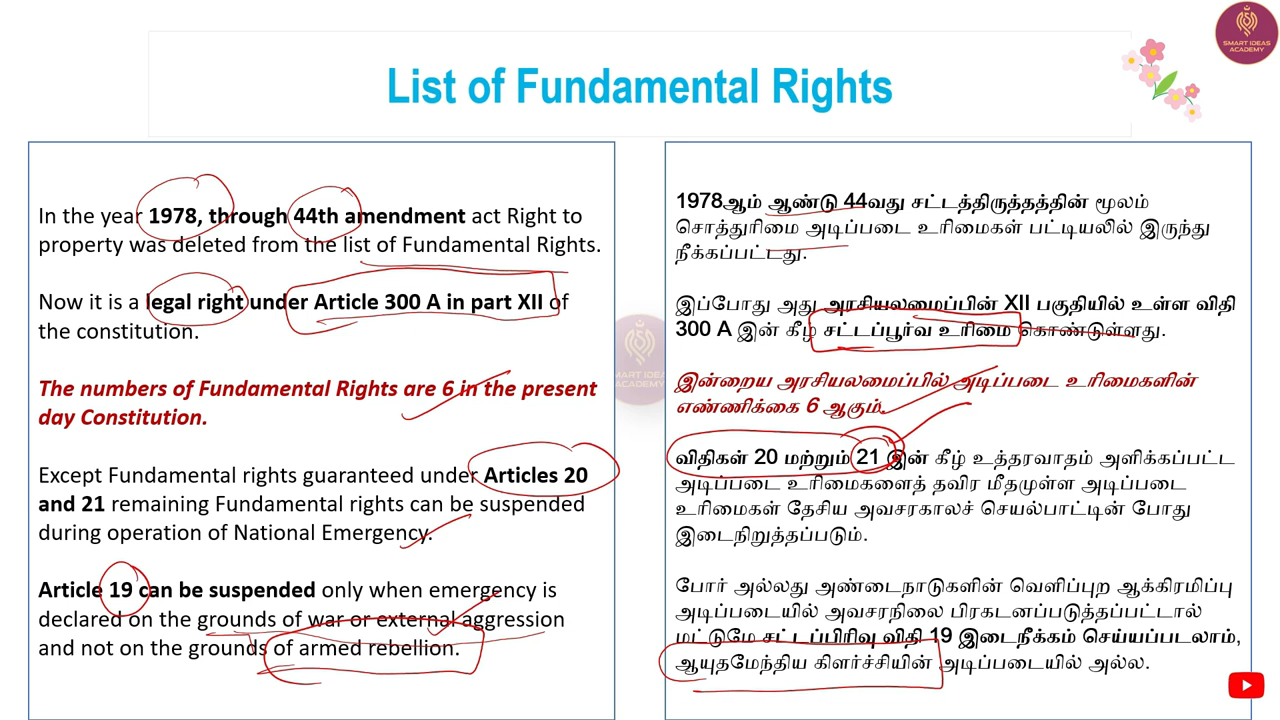 SMART IDEAS
ACADEMY
List of Fundamental Rights
In the year 1978, through 44th amendment act Right to
property was deleted from the list of Fundamental Rights.
Now it is a legal right under Article 300 A in part XII of
the constitution.
The numbers of Fundamental Rights are 6 in the present
day Constitution.
Except Fundamental rights guaranteed under Articles 20
and 21 remaining Fundamental rights can be suspended
during operation of National Emergency.
Article 19 can be suspended only when emergency is
declared on the grounds of war or external aggression
and not on the grounds of armed rebellion.
1978ஆம் ஆண்டு 44வது சட்டத்திருத்தத்தின் மூலம்
சொத்துரிமை அடிப்படை உரிமைகள் பட்டியலில் இருந்து
நீக்கப்பட்டது.
இப்போது அது அரசியலமைப்பின் XII பகுதியில் உள்ள விதி
300 A இன் கீழ் சட்டப்பூர்வ உரிமை கொண்டுள்ளது.
இன்றைய அரசியலமைப்பில் அடிப்படை உரிமைகளின்
எண்ணிக்கை 6 ஆகும்.
விதிகள் 20 மற்றும் 21 இன் கீழ் உத்தரவாதம் அளிக்கப்பட்ட
அடிப்படை உரிமைகளைத் தவிர மீதமுள்ள அடிப்படை
உரிமைகள் தேசிய அவசரகாலச் செயல்பாட்டின் போது
இடைநிறுத்தப்படும்.
போர் அல்லது அண்டைநாடுகளின் வெளிப்புற ஆக்கிரமிப்பு
அடிப்படையில் அவசரநிலை பிரகடனப்படுத்தப்பட்டால்
மட்டுமே சட்டப்பிரிவு விதி 19 இடைநீக்கம் செய்யப்படலாம்,
ஆயுதமேந்திய கிளர்ச்சியின் அடிப்படையில் அல்ல.